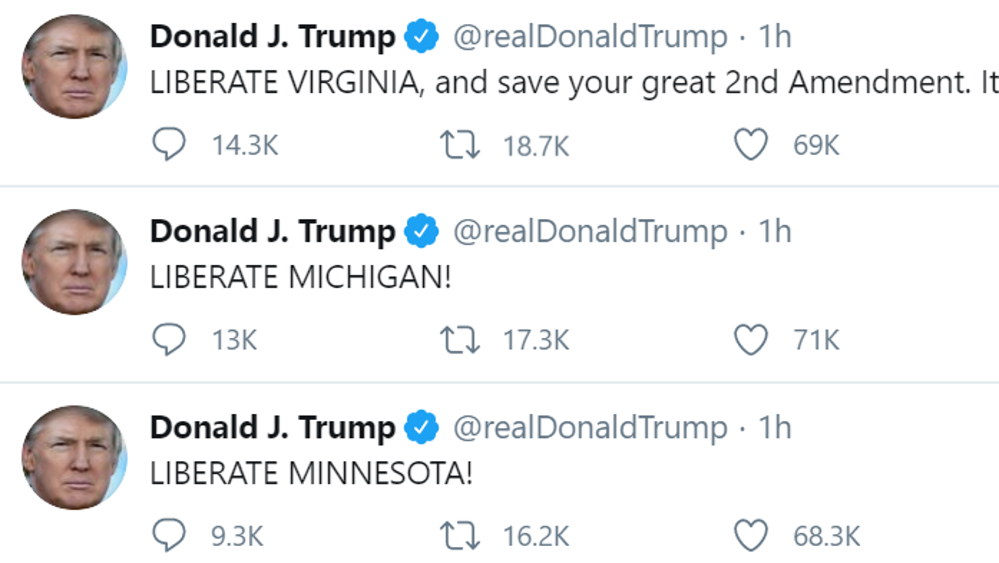 Donald J. Trump @realDonaldTrump · 1h
LIBERATE VIRGINIA, and save your great 2nd Amendment. It
14.3K 18.7K 69K
Donald J. Trump @realDonaldTrump · 1h
LIBERATE MICHIGAN!
13K 17.3K 71K
Donald J. Trump @realDonaldTrump · 1h
LIBERATE MINNESOTA!
9.3K 16.2K 68.3K